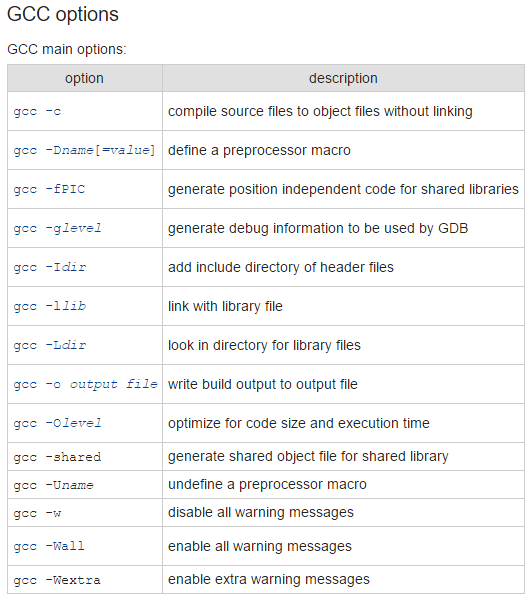 GCC options
GCC main options:
option description
gcc -c compile source files to object files without linking
gcc -Dname[=value] define a preprocessor macro
gcc -fPIC generate position independent code for shared libraries
gcc -glevel generate debug information to be used by GDB
gcc -Idir add include directory of header files
gcc -llib link with library file
gcc -Ldir look in directory for library files
gcc -o output file write build output to output file
gcc -Olevel optimize for code size and execution time
gcc -shared generate shared object file for shared library
gcc -Uname undefine a preprocessor macro
gcc -w disable all warning messages
gcc -Wall enable all warning messages
gcc -Wextra enable extra warning messages